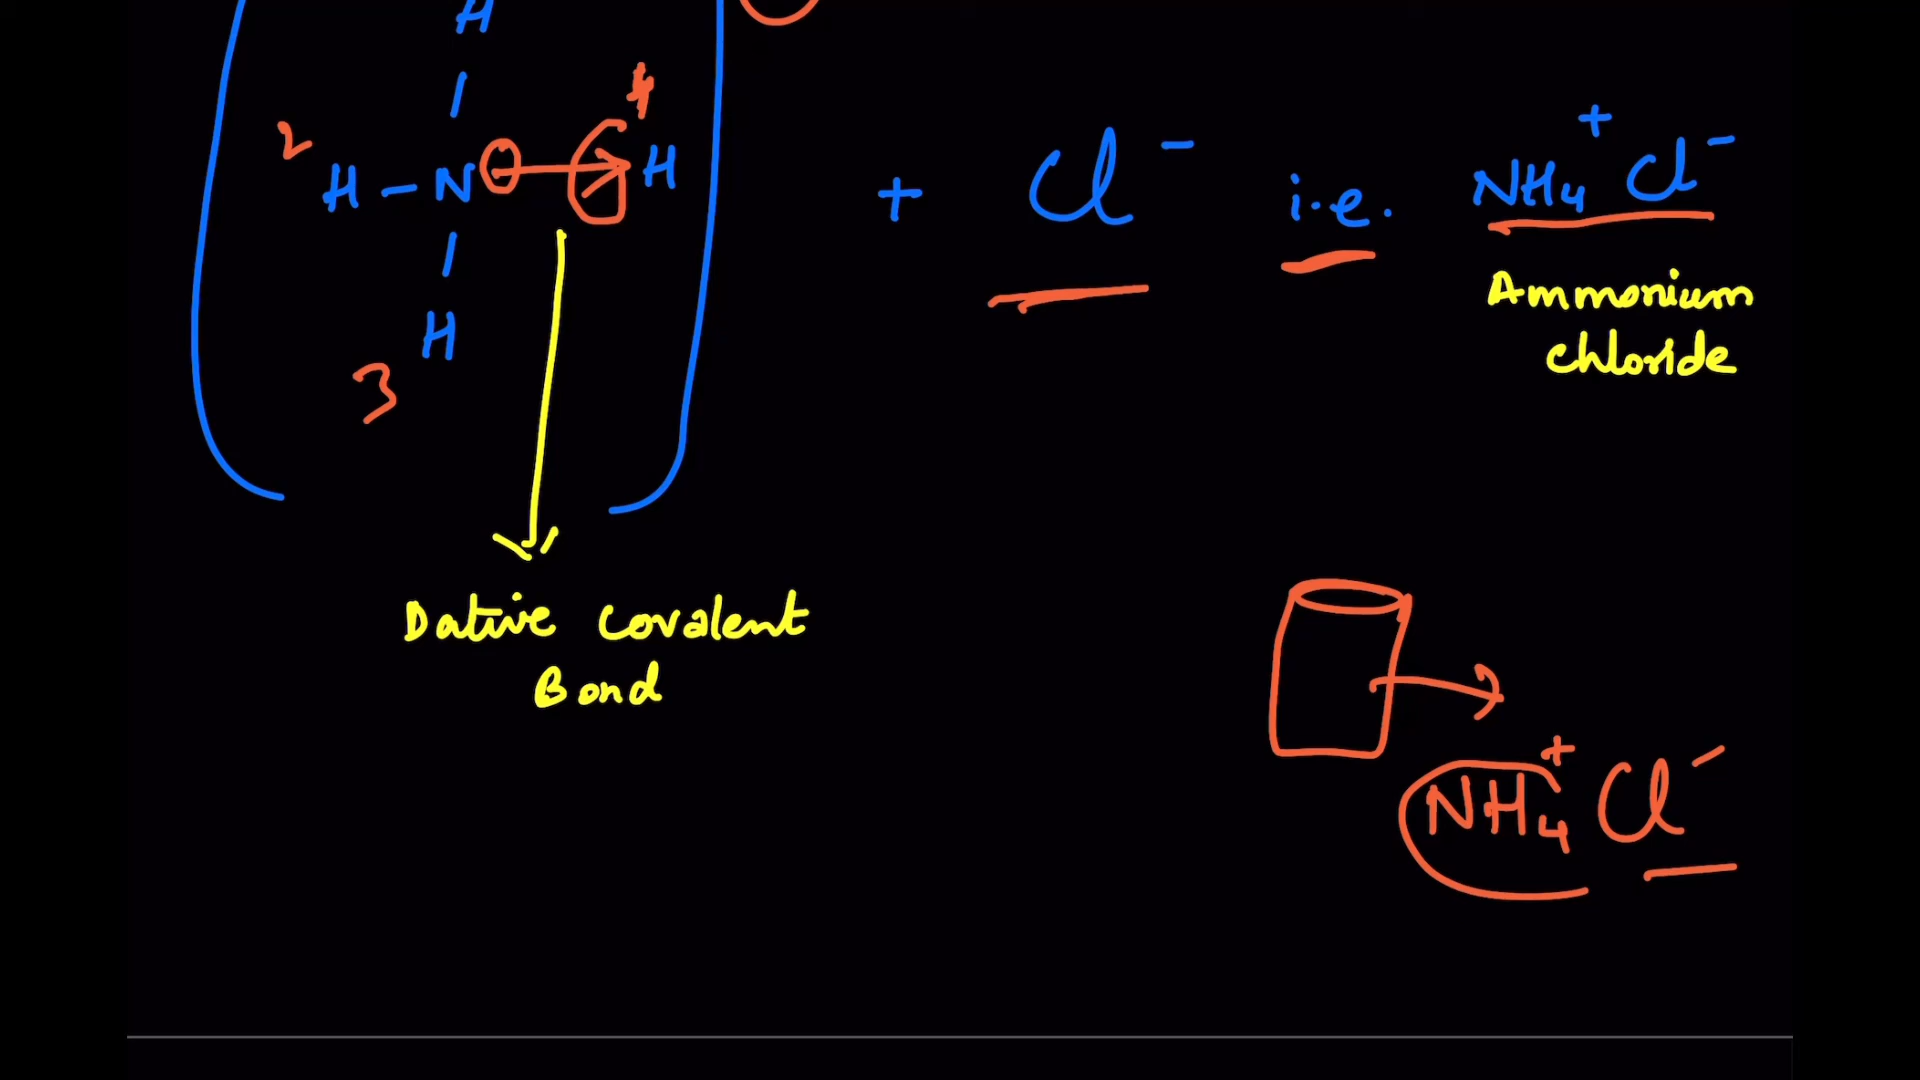 H
4
2 H – N → H + Cl⁻ i.e. NH₄⁺ Cl⁻
H
3
Ammonium
chloride
Dative Covalent
Bond
NH₄⁺ Cl⁻